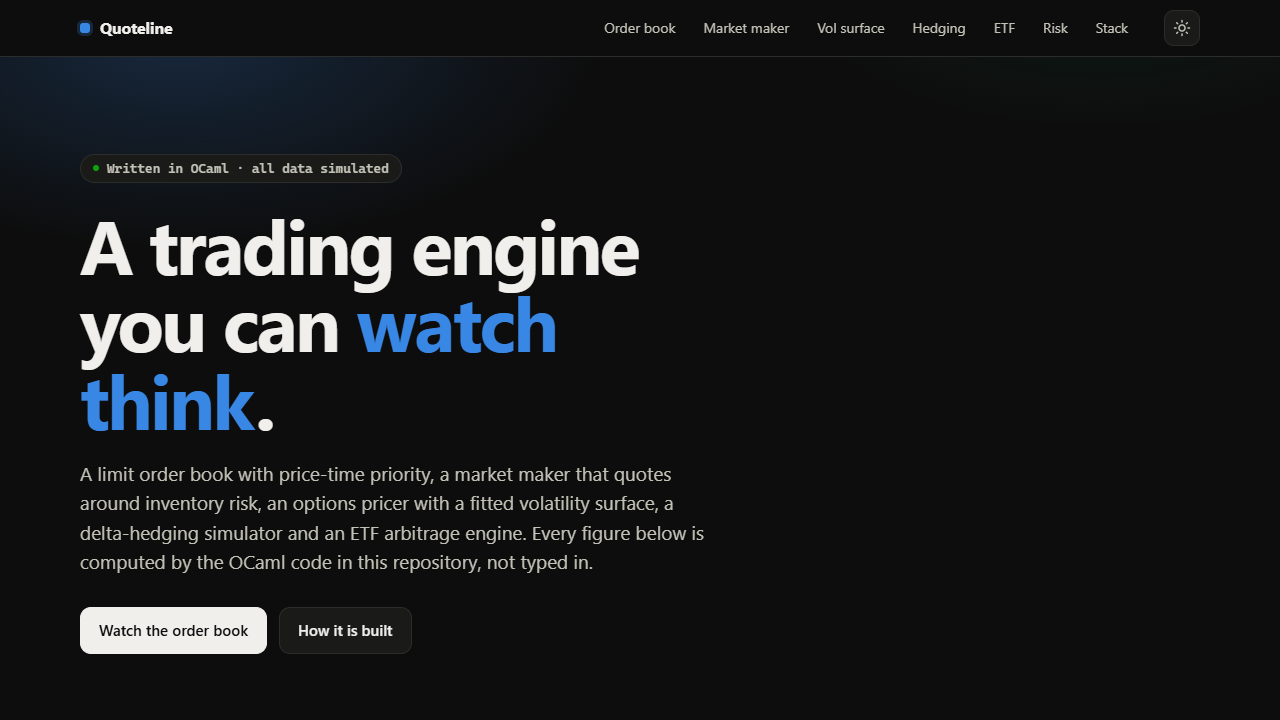 Quoteline
Order book
Market maker
Vol surface
Hedging
ETF
Risk
Stack
Written in OCaml · all data simulated
A trading engine
you can watch
think.
A limit order book with price-time priority, a market maker that quotes
around inventory risk, an options pricer with a fitted volatility surface, a
delta-hedging simulator and an ETF arbitrage engine. Every figure below is
computed by the OCaml code in this repository, not typed in.
Watch the order book
How it is built